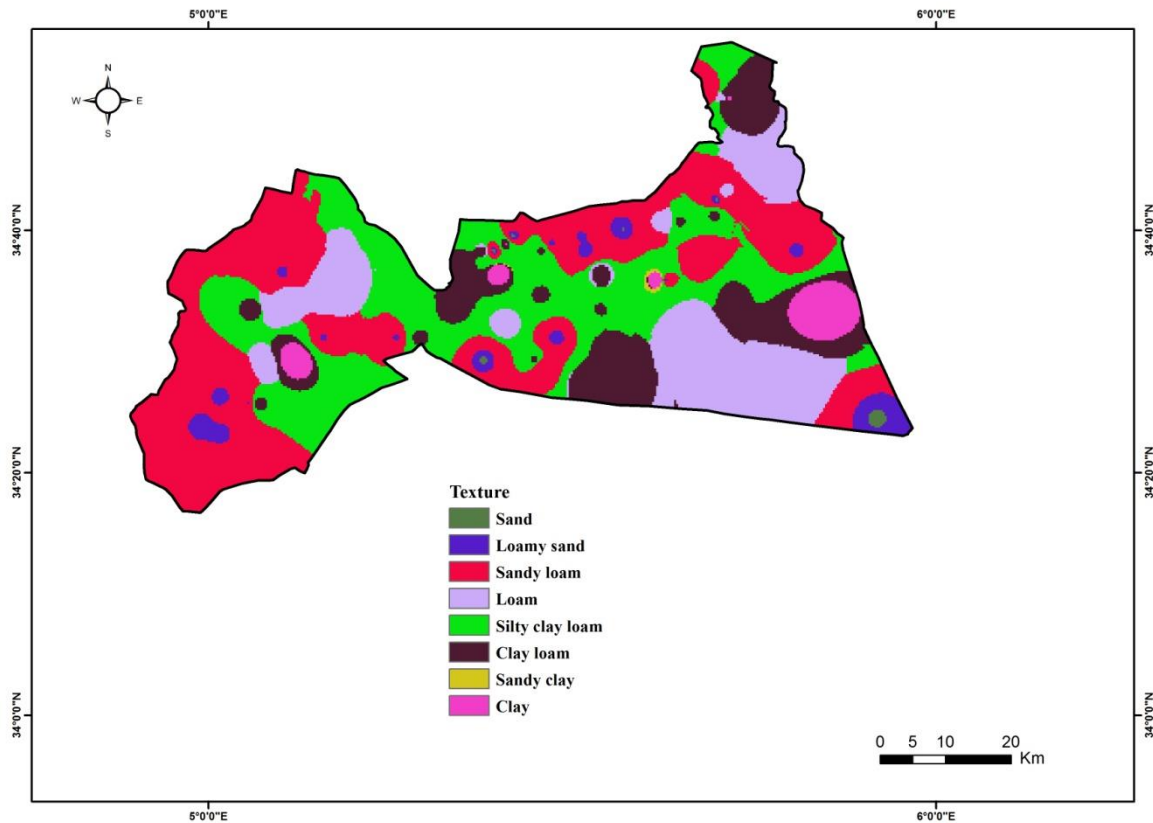 5°0'0"E 6°0'0"E
N
W E
S
34°40'0"N 34°40'0"N
34°20'0"N 34°20'0"N
Texture
Sand
Loamy sand
Sandy loam
Loam
Silty clay loam
Clay loam
Sandy clay
Clay
34°0'0"N 34°0'0"N
0 5 10 20
Km
5°0'0"E 6°0'0"E